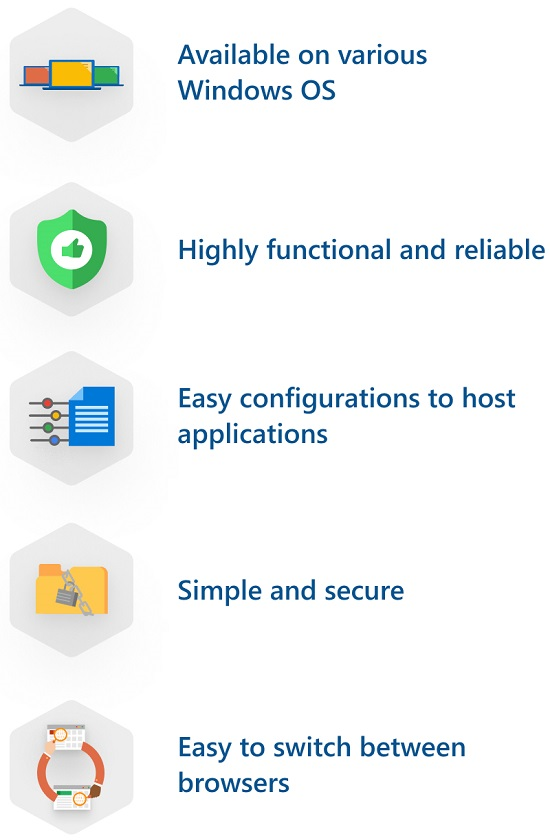 Available on various
Windows OS
Highly functional and reliable
Easy configurations to host
applications
Simple and secure
Easy to switch between
browsers